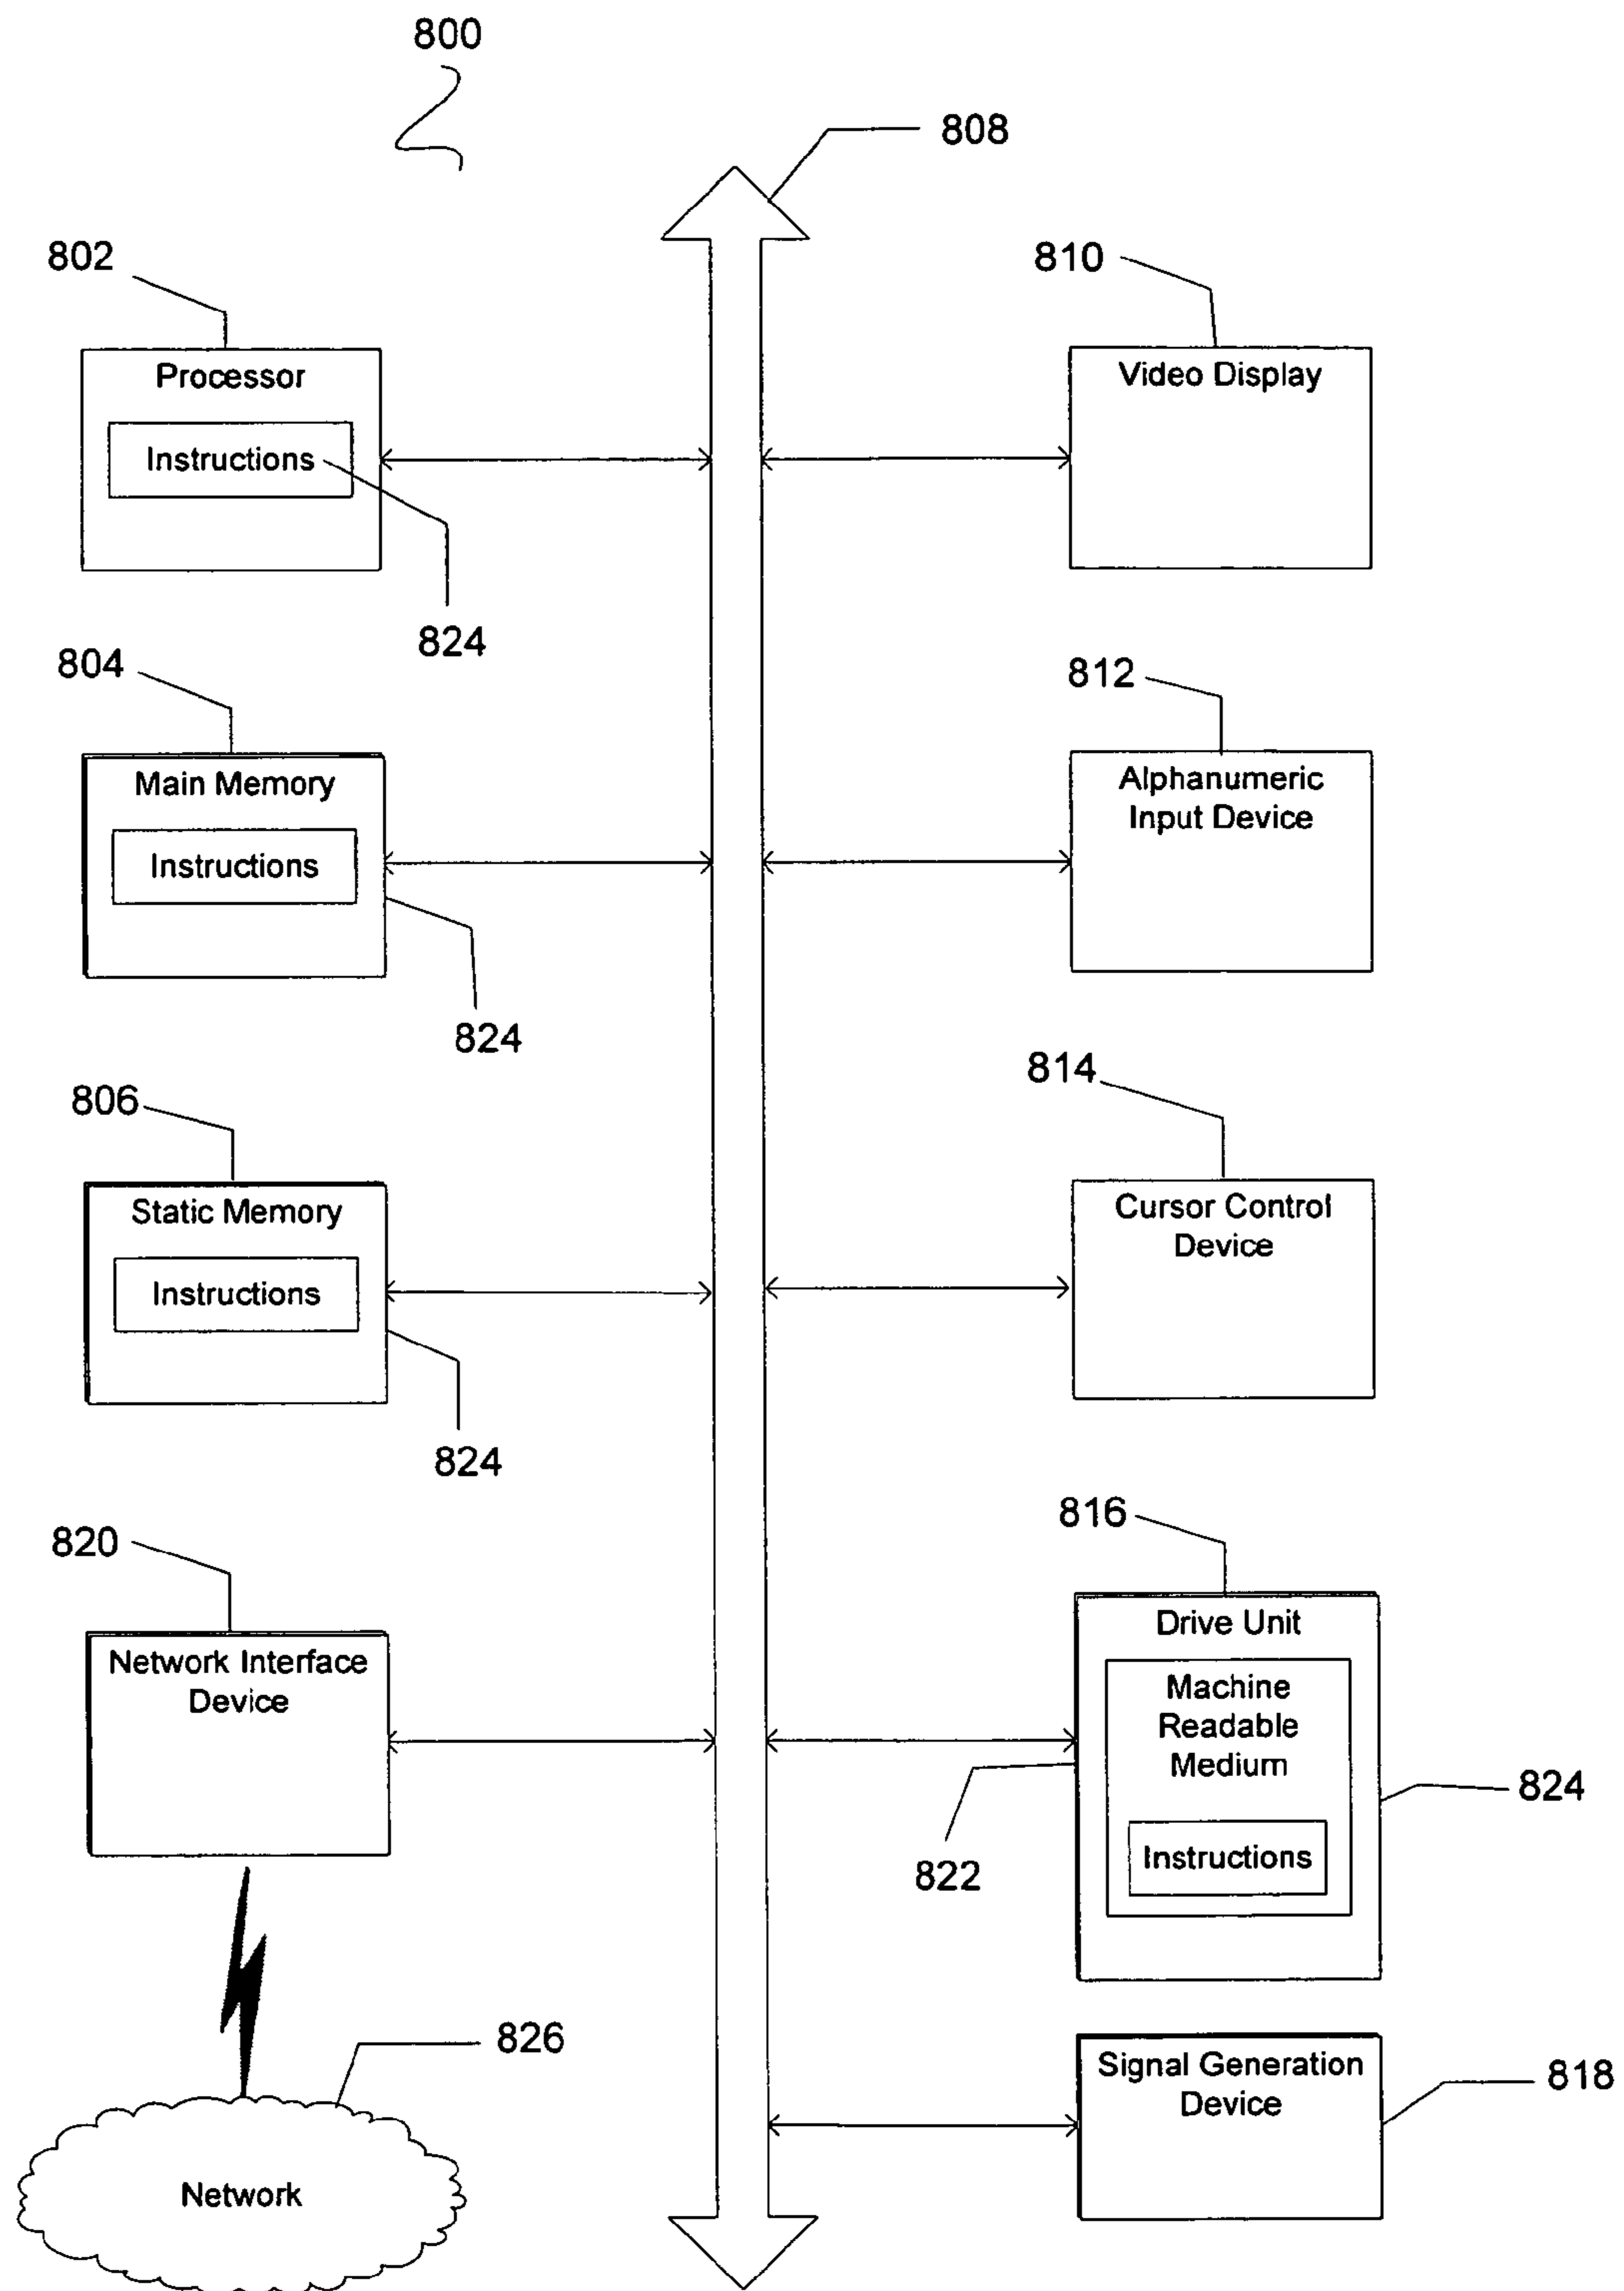 800
808
802
810
Processor
Instructions
824
Video Display
804
812
Main Memory
Instructions
824
Alphanumeric
Input Device
806
814
Static Memory
Instructions
824
Cursor Control
Device
820
816
Network Interface
Device
Drive Unit
Machine
Readable
Medium
Instructions
822
824
826
Network
Signal Generation
Device
818